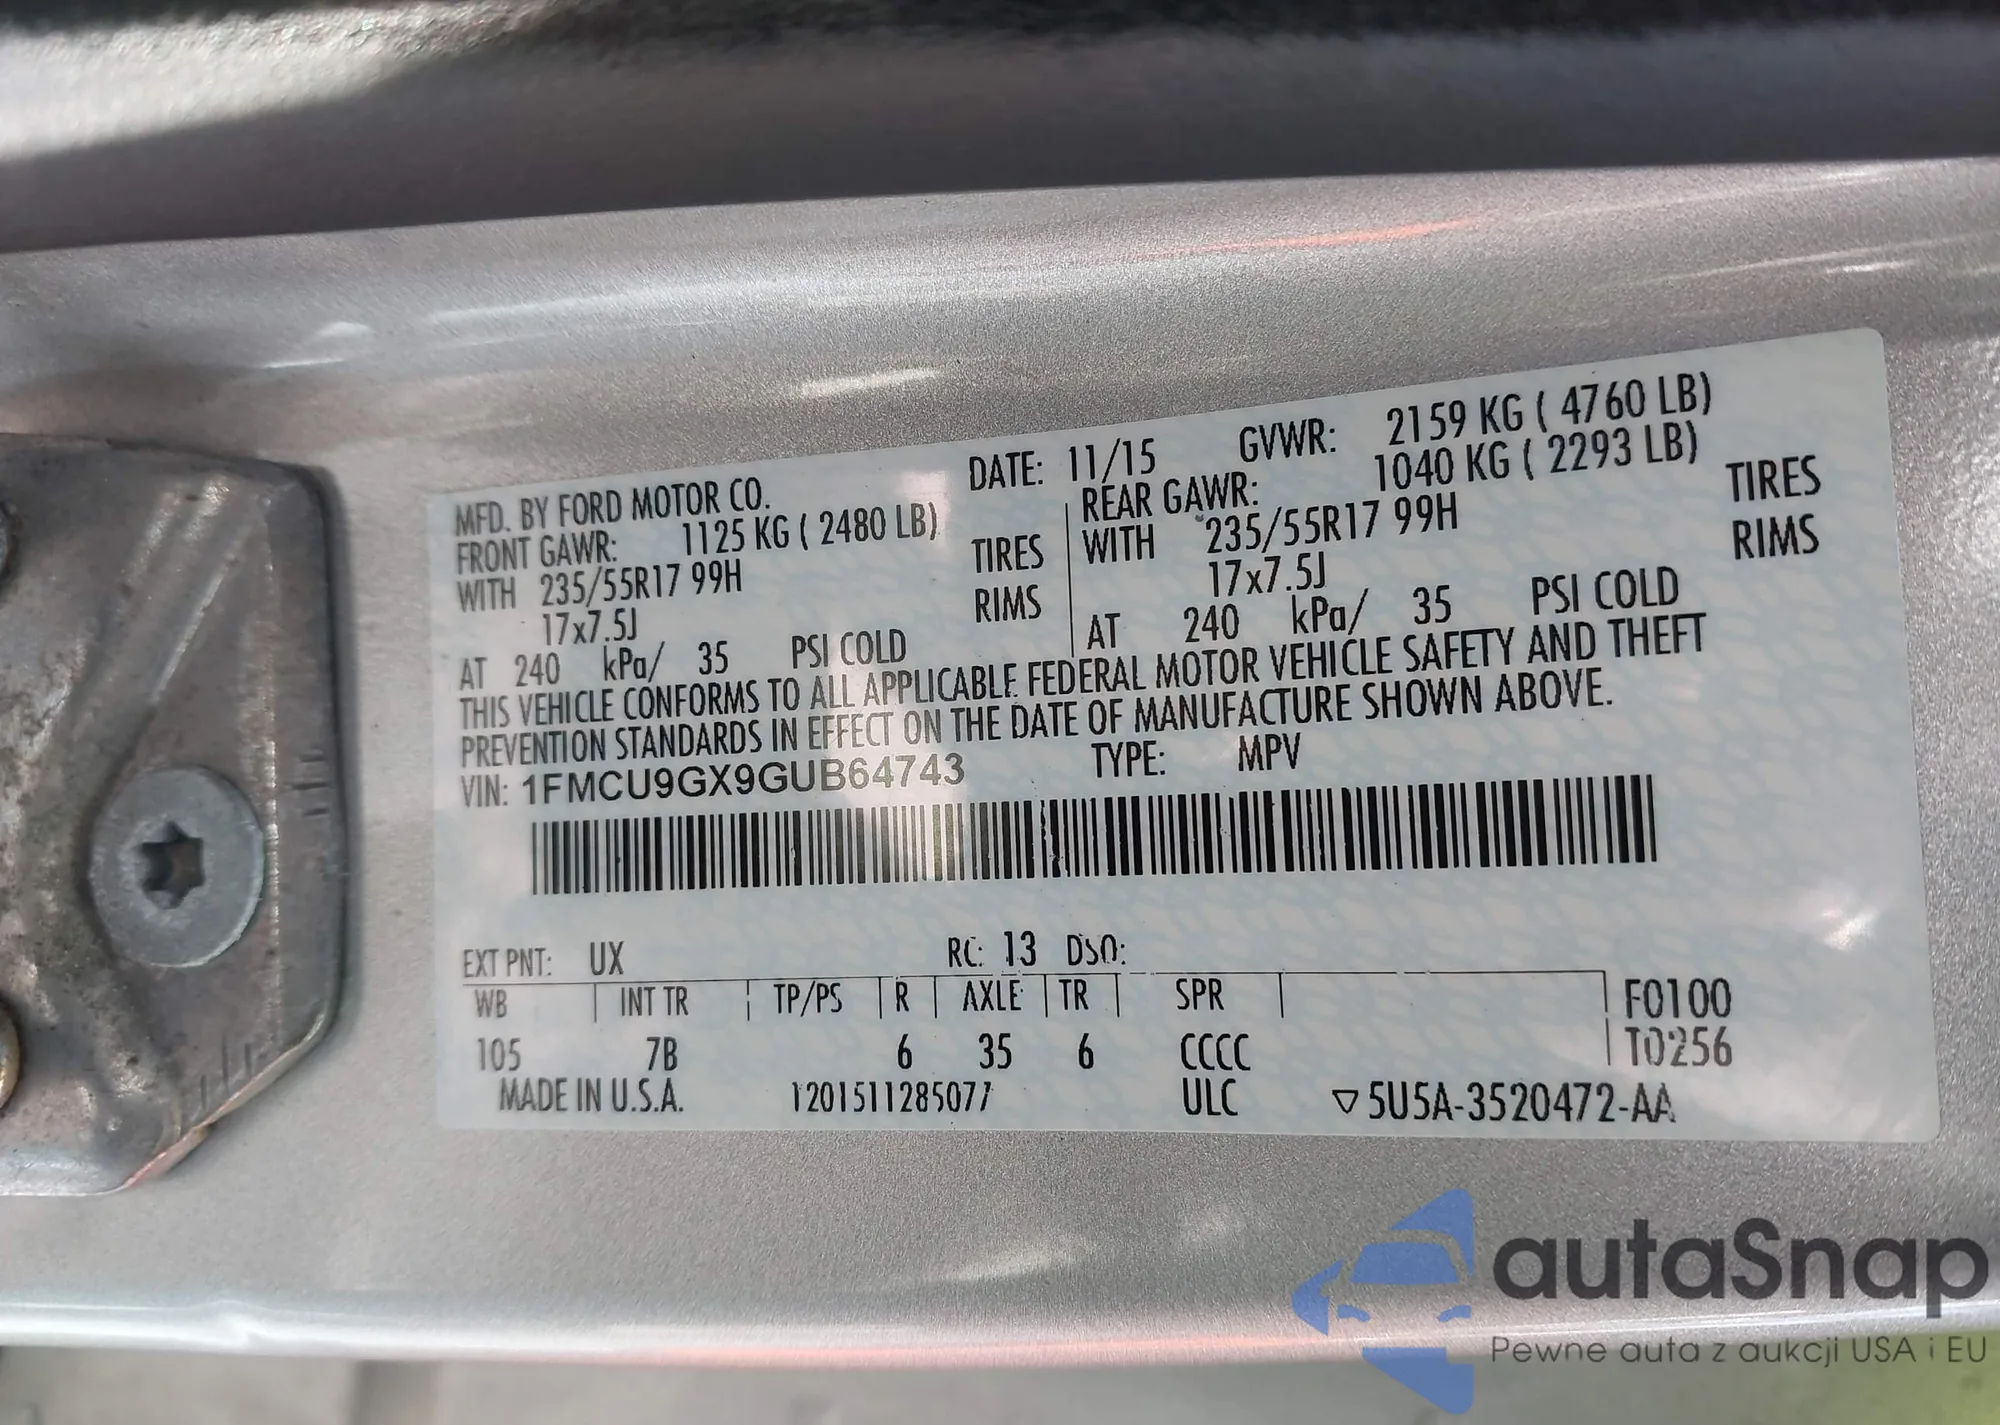 MFD. BY FORD MOTOR CO. DATE: 11/15 GVWR: 2159 KG ( 4760 LB)
FRONT GAWR: 1125 KG ( 2480 LB) REAR GAWR: 1040 KG ( 2293 LB)
WITH 235/55R17 99H TIRES WITH 235/55R17 99H TIRES
17x7.5J RIMS 17x7.5J RIMS
AT 240 kPa/ 35 PSI COLD AT 240 kPa/ 35 PSI COLD
THIS VEHICLE CONFORMS TO ALL APPLICABLE FEDERAL MOTOR VEHICLE SAFETY AND THEFT
PREVENTION STANDARDS IN EFFECT ON THE DATE OF MANUFACTURE SHOWN ABOVE.
VIN: 1FMCU9GX9GUB64743 TYPE: MPV
EXT PNT: UX RC: 13 DSO:
WB INT TR TP/PS R AXLE TR SPR F0100
105 7B 6 35 6 CCCC T0256
MADE IN U.S.A. 1201511285077 ULC ▽5U5A-3520472-AA
autaSnap
Pewne auta z aukcji USA i EU